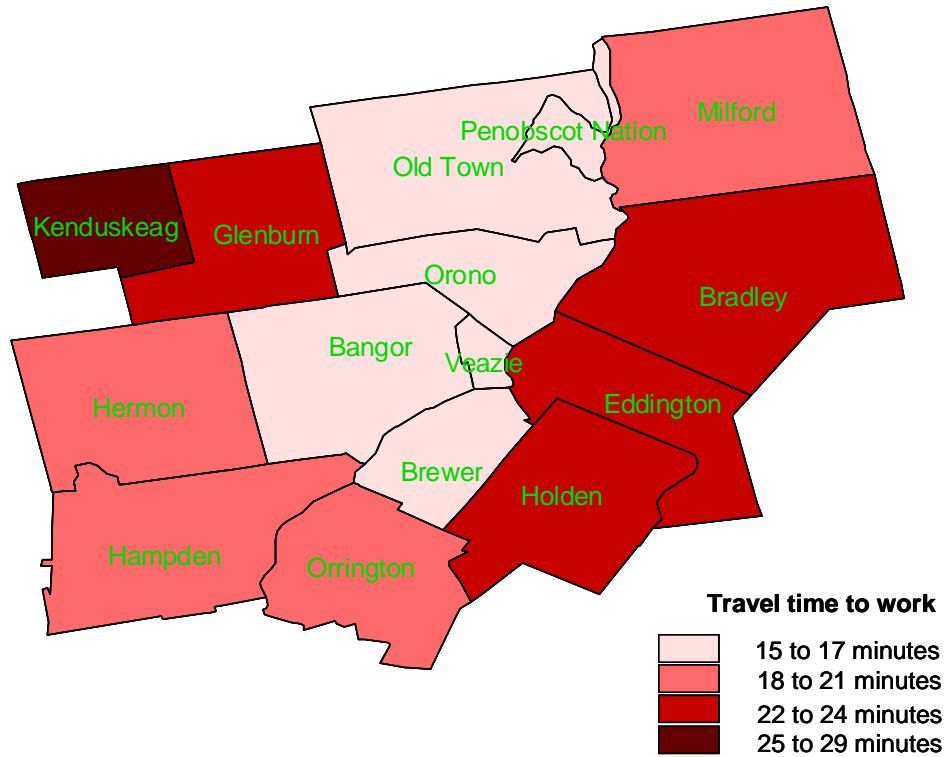 Milford
Penobscot Nation
Old Town
Kenduskeag
Glenburn
Orono
Bradley
Bangor
Veazie
Hermon
Eddington
Brewer
Holden
Hampden
Orrington
Travel time to work
15 to 17 minutes
18 to 21 minutes
22 to 24 minutes
25 to 29 minutes